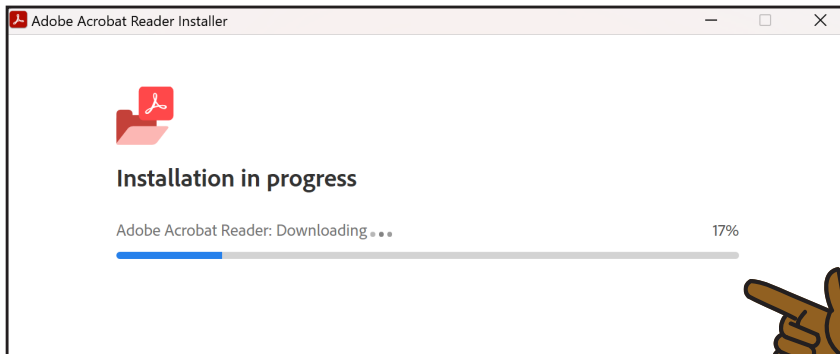 Adobe Acrobat Reader Installer
Installation in progress
Adobe Acrobat Reader: Downloading... 17%